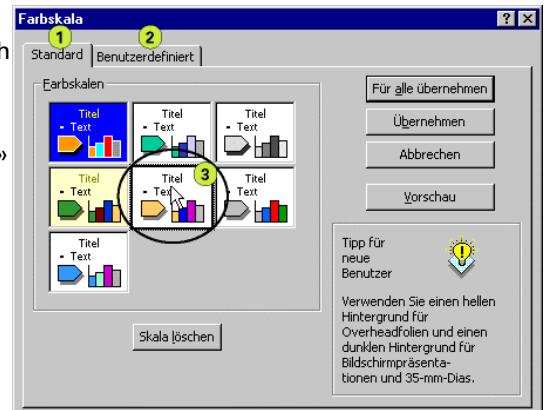 Farbskala
1
2
h
Standard
Benutzerdefiniert
»
Farbskalen
Titel
- Text
Titel
- Text
Titel
- Text
Titel
- Text
Titel
- Text
3
Titel
- Text
Titel
- Text
Skala löschen
Für alle übernehmen
Übernehmen
Abbrechen
Vorschau
Tipp für
neue
Benutzer
Verwenden Sie einen hellen
Hintergrund für
Overheadfolien und einen
dunklen Hintergrund für
Bildschirmpräsenta-
tionen und 35-mm-Dias.